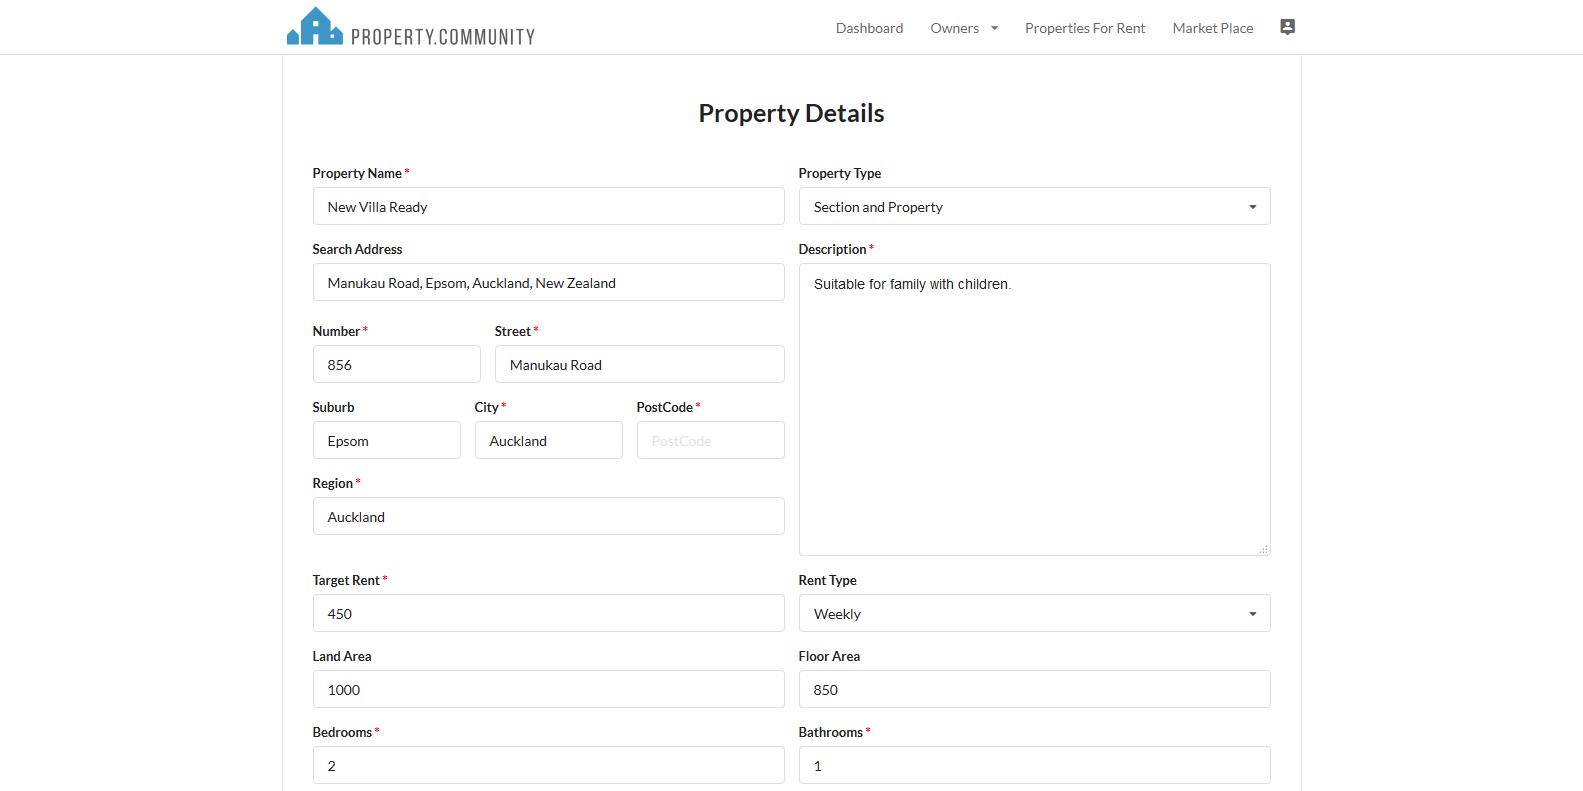 PROPERTY.COMMUNITY
Dashboard Owners Properties For Rent Market Place
Property Details
Property Name *
New Villa Ready
Property Type
Section and Property
Search Address
Manukau Road, Epsom, Auckland, New Zealand
Description *
Suitable for family with children.
Number *
856
Street *
Manukau Road
Suburb
Epsom
City *
Auckland
PostCode *
PostCode
Region *
Auckland
Target Rent *
450
Rent Type
Weekly
Land Area
1000
Floor Area
850
Bedrooms *
2
Bathrooms *
1